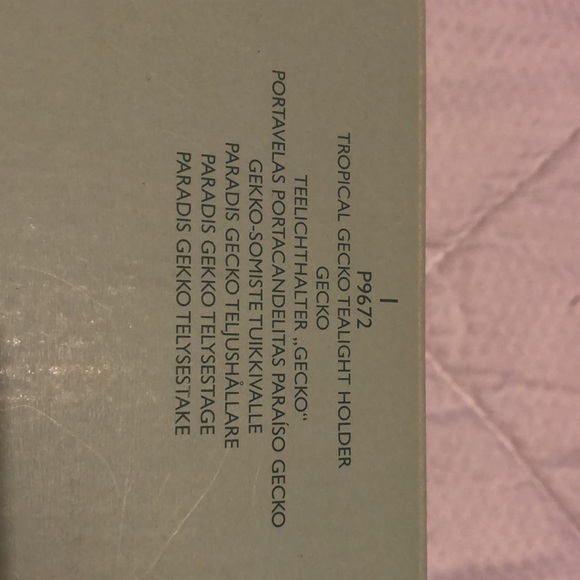 1
P9672
TROPICAL GECKO TEALIGHT HOLDER
GECKO
TEELICHTHALTER „GECKO“
PORTAVELAS PORTACANDELITAS PARAÍSO GECKO
GEKKO-SOMISTE TUIKKIVALLE
PARADIS GECKO TELJUSHÅLLARE
PARADIS GEKKO TELYSESTAGE
PARADIS GEKKO TELYSESTAKE